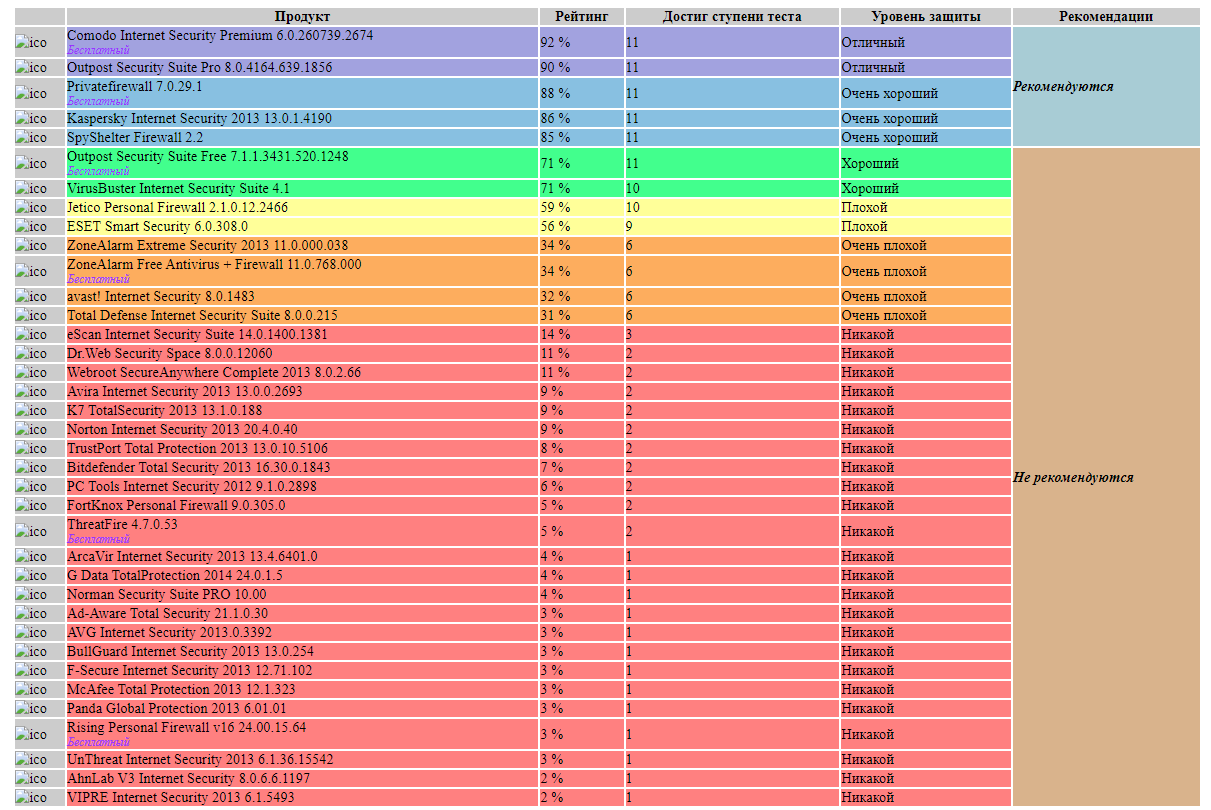 Продукт Рейтинг Достиг ступени теста Уровень защиты Рекомендации
ico Comodo Internet Security Premium 6.0.260739.2674 92 % 11 Отличный
Бесплатный
ico Outpost Security Suite Pro 8.0.4164.639.1856 90 % 11 Отличный
ico Privatefirewall 7.0.29.1 88 % 11 Очень хороший Рекомендуются
Бесплатный
ico Kaspersky Internet Security 2013 13.0.1.4190 86 % 11 Очень хороший
ico SpyShelter Firewall 2.2 85 % 11 Очень хороший
ico Outpost Security Suite Free 7.1.1.3431.520.1248 71 % 11 Хороший
Бесплатный
ico VirusBuster Internet Security Suite 4.1 71 % 10 Хороший
ico Jetico Personal Firewall 2.1.0.12.2466 59 % 10 Плохой
ico ESET Smart Security 6.0.308.0 56 % 9 Плохой
ico ZoneAlarm Extreme Security 2013 11.0.000.038 34 % 6 Очень плохой
ico ZoneAlarm Free Antivirus + Firewall 11.0.768.000 34 % 6 Очень плохой
Бесплатный
ico avast! Internet Security 8.0.1483 32 % 6 Очень плохой
ico Total Defense Internet Security Suite 8.0.0.215 31 % 6 Очень плохой
ico eScan Internet Security Suite 14.0.1400.1381 14 % 3 Никакой
ico Dr.Web Security Space 8.0.0.12060 11 % 2 Никакой
ico Webroot SecureAnywhere Complete 2013 8.0.2.66 11 % 2 Никакой
ico Avira Internet Security 2013 13.0.0.2693 9 % 2 Никакой
ico K7 TotalSecurity 2013 13.1.0.188 9 % 2 Никакой
ico Norton Internet Security 2013 20.4.0.40 9 % 2 Никакой
ico TrustPort Total Protection 2013 13.0.10.5106 8 % 2 Никакой
ico Bitdefender Total Security 2013 16.30.0.1843 7 % 2 Никакой
Не рекомендуются
ico PC Tools Internet Security 2012 9.1.0.2898 6 % 2 Никакой
ico FortKnox Personal Firewall 9.0.305.0 5 % 2 Никакой
ico ThreatFire 4.7.0.53 5 % 2 Никакой
Бесплатный
ico ArcaVir Internet Security 2013 13.4.6401.0 4 % 1 Никакой
ico G Data TotalProtection 2014 24.0.1.5 4 % 1 Никакой
ico Norman Security Suite PRO 10.00 4 % 1 Никакой
ico Ad-Aware Total Security 21.1.0.30 3 % 1 Никакой
ico AVG Internet Security 2013.0.3392 3 % 1 Никакой
ico BullGuard Internet Security 2013 13.0.254 3 % 1 Никакой
ico F-Secure Internet Security 2013 12.71.102 3 % 1 Никакой
ico McAfee Total Protection 2013 12.1.323 3 % 1 Никакой
ico Panda Global Protection 2013 6.01.01 3 % 1 Никакой
ico Rising Personal Firewall v16 24.00.15.64 3 % 1 Никакой
Бесплатный
ico UnThreat Internet Security 2013 6.1.36.15542 3 % 1 Никакой
ico AhnLab V3 Internet Security 8.0.6.6.1197 2 % 1 Никакой
ico VIPRE Internet Security 2013 6.1.5493 2 % 1 Никакой